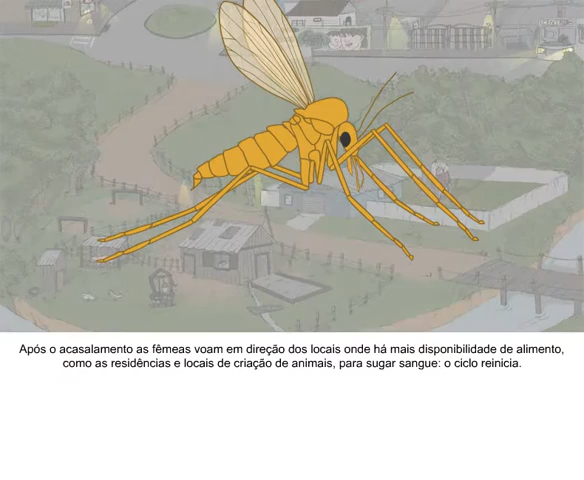 Após o acasalamento as fêmeas voam em direção dos locais onde há mais disponibilidade de alimento,
como as residências e locais de criação de animais, para sugar sangue: o ciclo reinicia.